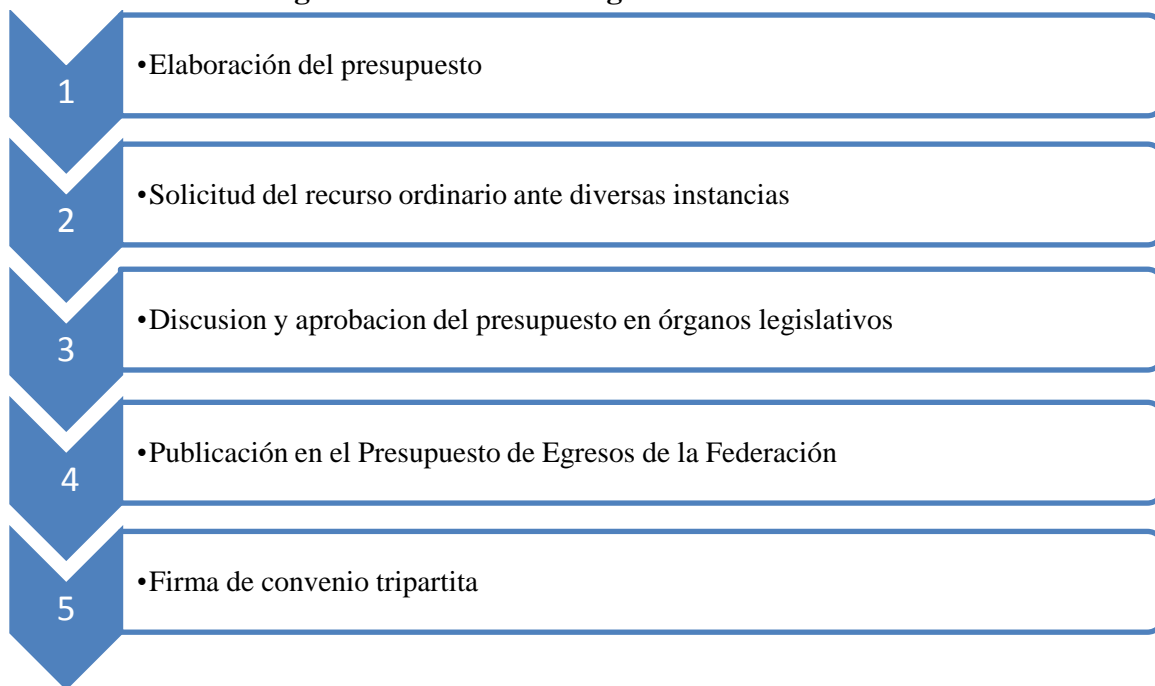 1
•Elaboración del presupuesto
2
•Solicitud del recurso ordinario ante diversas instancias
3
•Discusion y aprobacion del presupuesto en órganos legislativos
4
•Publicación en el Presupuesto de Egresos de la Federación
5
•Firma de convenio tripartita